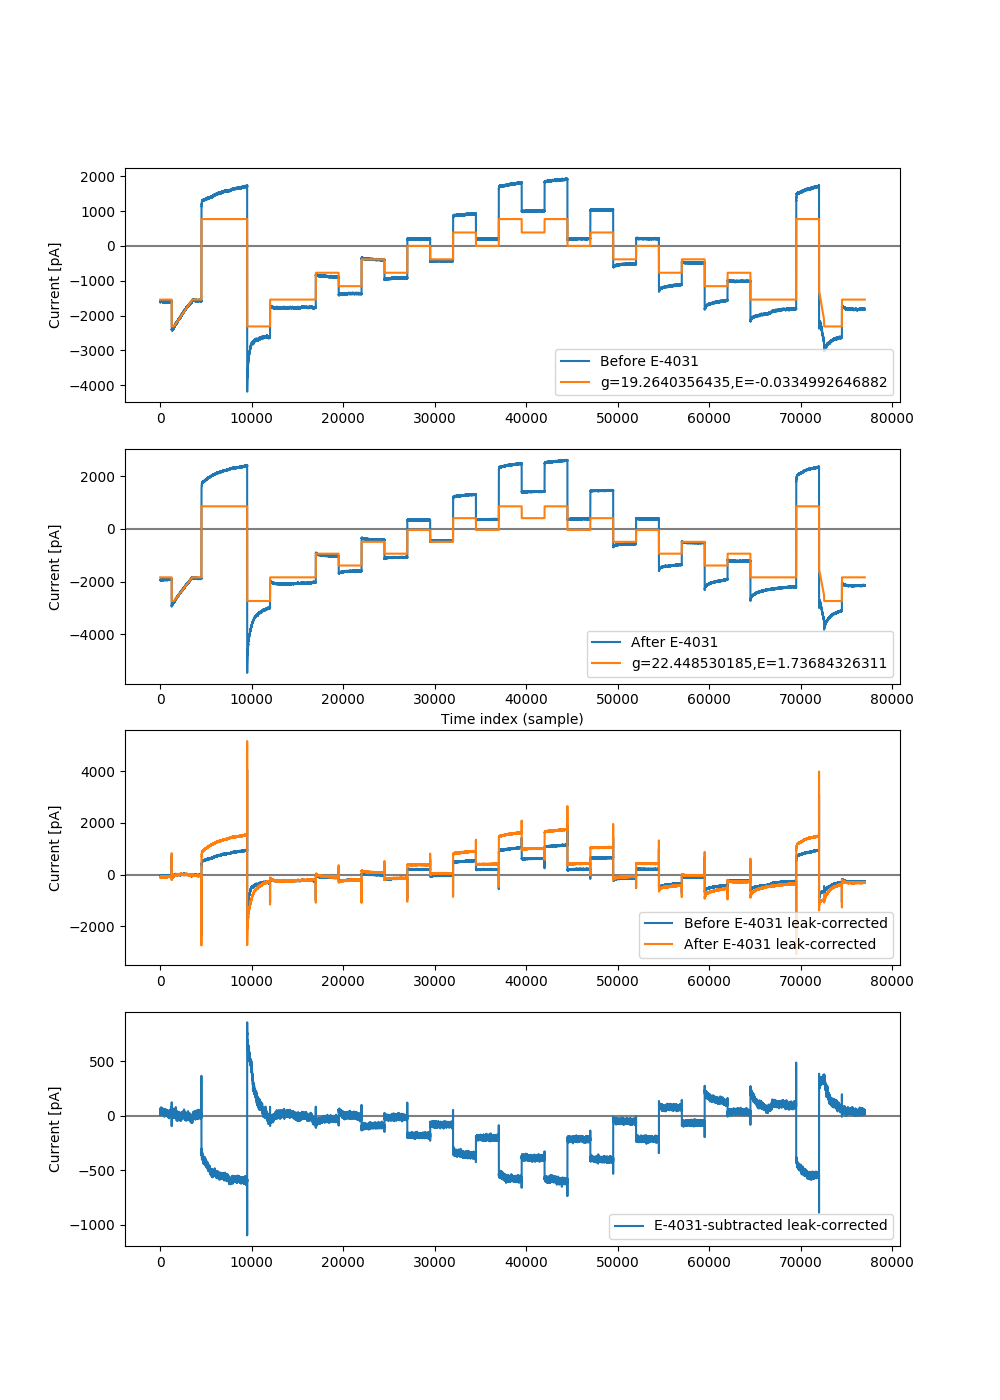 2000
1000
0
−1000
−2000
−3000
−4000
Current [pA]
Before E-4031
g=19.2640356435,E=-0.0334992646882
0 10000 20000 30000 40000 50000 60000 70000 80000
2000
0
−2000
−4000
Current [pA]
After E-4031
g=22.448530185,E=1.73684326311
0 10000 20000 30000 40000 50000 60000 70000 80000
Time index (sample)
4000
2000
0
−2000
Current [pA]
Before E-4031 leak-corrected
After E-4031 leak-corrected
0 10000 20000 30000 40000 50000 60000 70000 80000
500
0
−500
−1000
Current [pA]
E-4031-subtracted leak-corrected
0 10000 20000 30000 40000 50000 60000 70000 80000